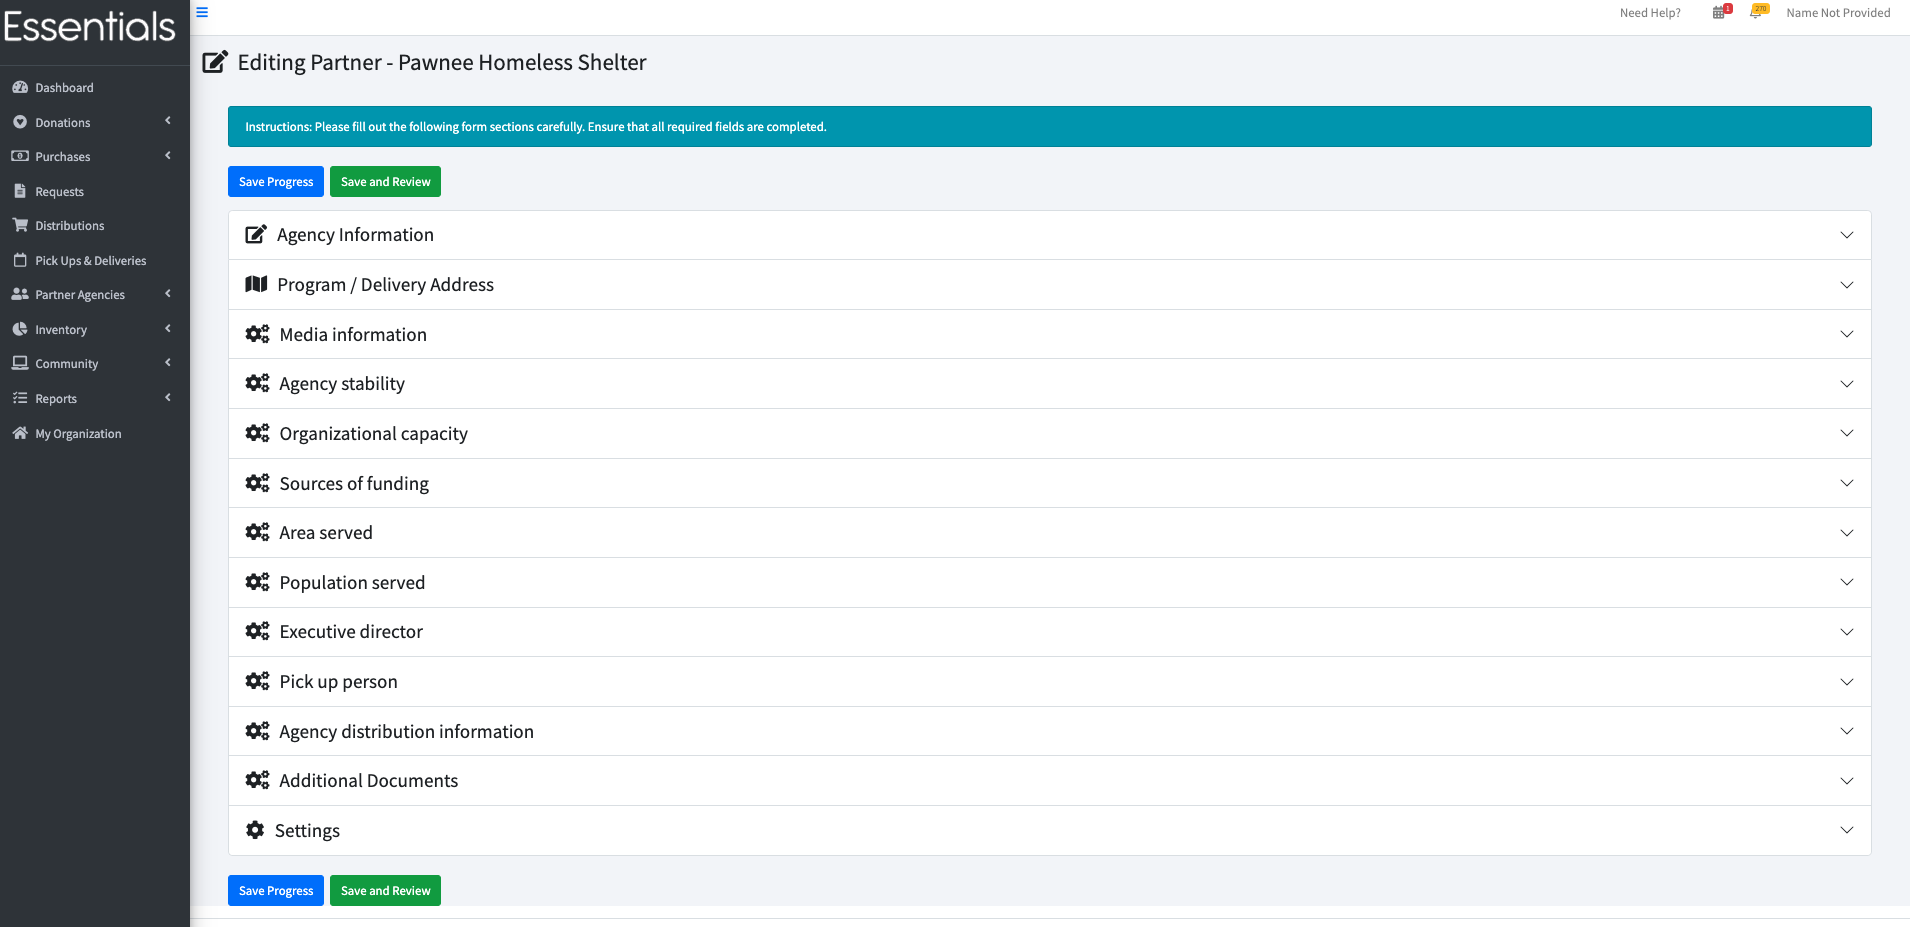 Essentials
Need Help?
1
270
Name Not Provided
Dashboard
Donations
Purchases
Requests
Distributions
Pick Ups & Deliveries
Partner Agencies
Inventory
Community
Reports
My Organization
Editing Partner - Pawnee Homeless Shelter
Instructions: Please fill out the following form sections carefully. Ensure that all required fields are completed.
Save Progress
Save and Review
Agency Information
Program / Delivery Address
Media information
Agency stability
Organizational capacity
Sources of funding
Area served
Population served
Executive director
Pick up person
Agency distribution information
Additional Documents
Settings
Save Progress
Save and Review